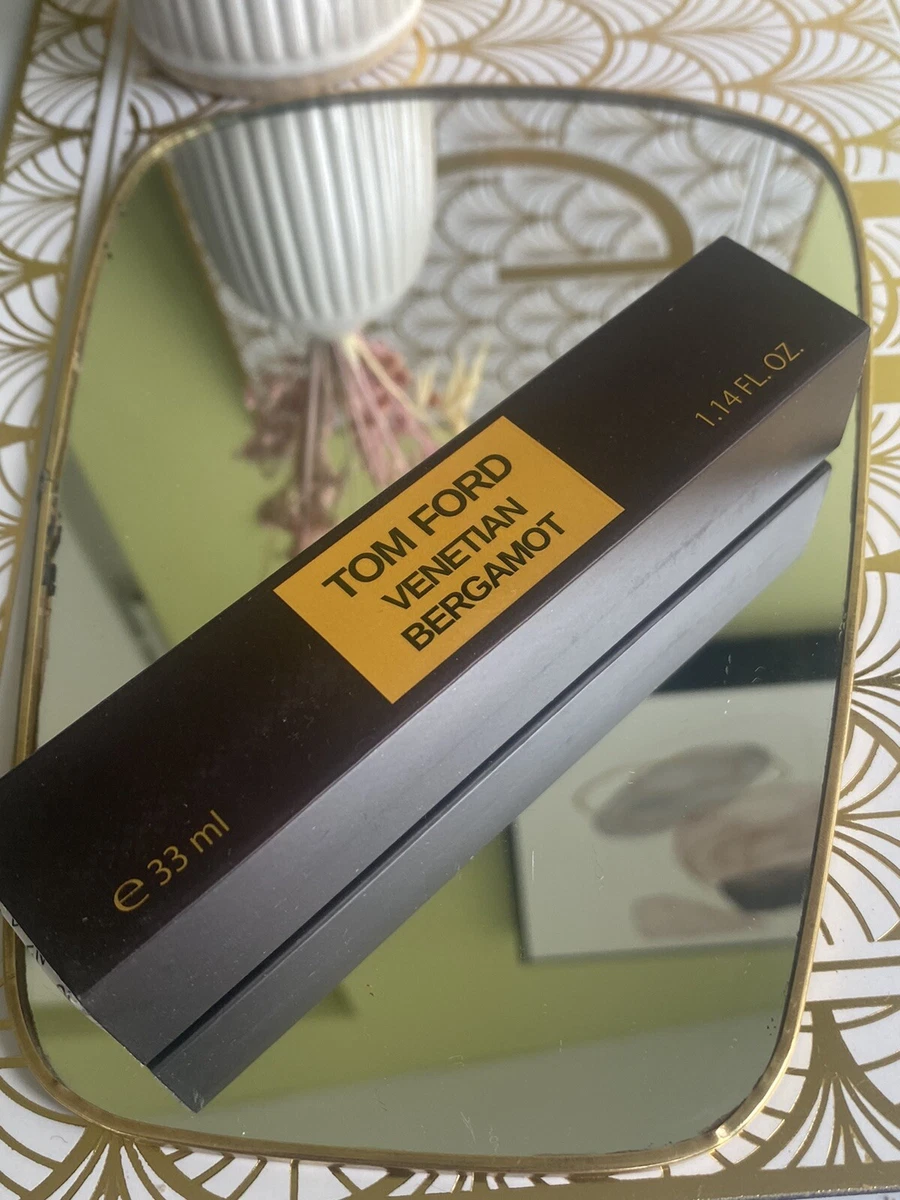 TOM FORD
VENETIAN
BERGAMOT
1.14 FL. OZ.
e 33 ml